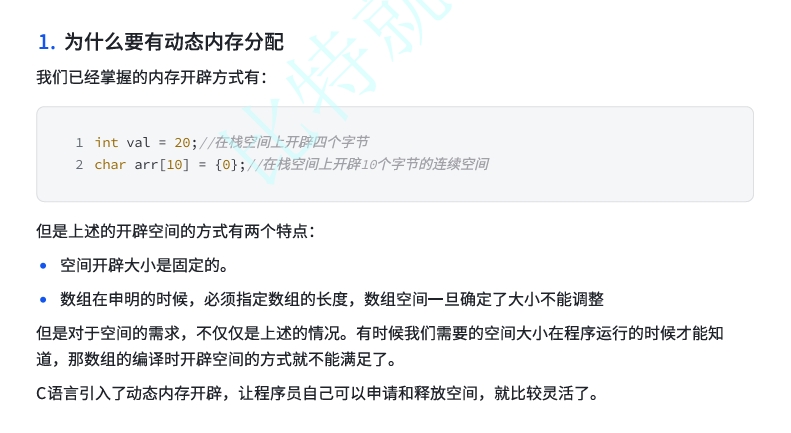 1. 为什么要有动态内存分配
我们已经掌握的内存开辟方式有：
1 int val = 20;//在栈空间上开辟四个字节
2 char arr[10] = {0};//在栈空间上开辟10个字节的连续空间
但是上述的开辟空间的方式有两个特点：
• 空间开辟大小是固定的。
• 数组在申明的时候，必须指定数组的长度，数组空间一旦确定了大小不能调整
但是对于空间的需求，不仅仅是上述的情况。有时候我们需要的空间大小在程序运行的时候才能知
道，那数组的编译时开辟空间的方式就不能满足了。
C语言引入了动态内存开辟，让程序员自己可以申请和释放空间，就比较灵活了。
比特就